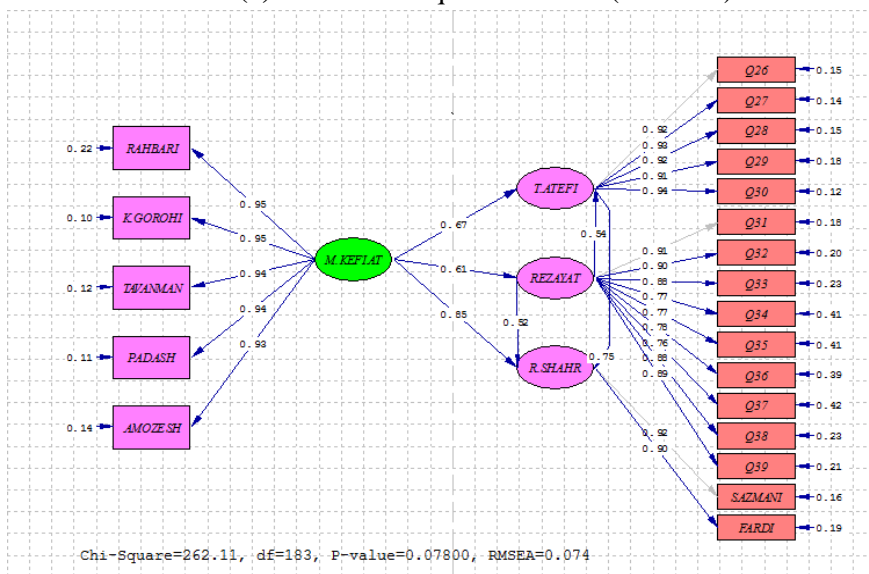 RAHBARI
0.22
K.GOROHI
0.10
TAVANMAN
0.12
PADASH
0.11
AMOZESH
0.14
0.95
0.95
0.94
0.94
0.93
M.KEFIAT
0.67
0.61
0.85
T.ATEFI
REZAYAT
R.SHAHR
0.54
0.52
0.75
0.92
0.93
0.92
0.91
0.94
0.91
0.90
0.88
0.77
0.77
0.78
0.76
0.88
0.89
0.92
0.90
Q26 0.15
Q27 0.14
Q28 0.15
Q29 0.18
Q30 0.12
Q31 0.18
Q32 0.20
Q33 0.23
Q34 0.41
Q35 0.41
Q36 0.39
Q37 0.42
Q38 0.23
Q39 0.21
SAZMANI 0.16
FARDI 0.19
Chi-Square=262.11, df=183, P-value=0.07800, RMSEA=0.074